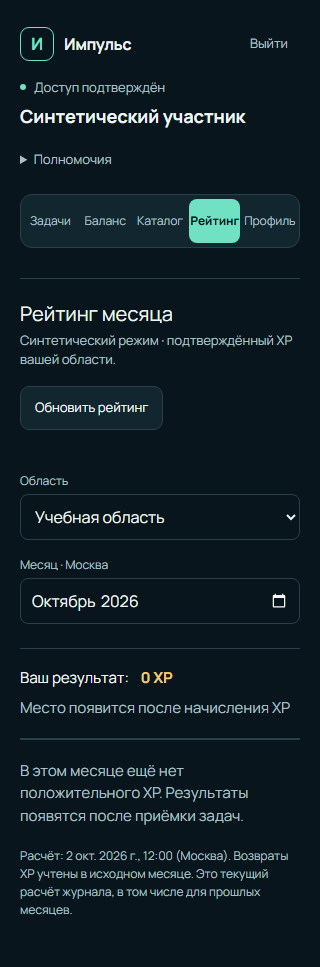 И Импульс Выйти
Доступ подтверждён
Синтетический участник
Полномочия
Задачи Баланс Каталог Рейтинг Профиль
Рейтинг месяца
Синтетический режим · подтверждённый XP
вашей области.
Обновить рейтинг
Область
Учебная область
Месяц · Москва
Октябрь 2026
Ваш результат: 0 XP
Место появится после начисления XP
В этом месяце ещё нет
положительного XP. Результаты
появятся после приёмки задач.
Расчёт: 2 окт. 2026 г., 12:00 (Москва). Возвраты
XP учтены в исходном месяце. Это текущий
расчёт журнала, в том числе для прошлых
месяцев.